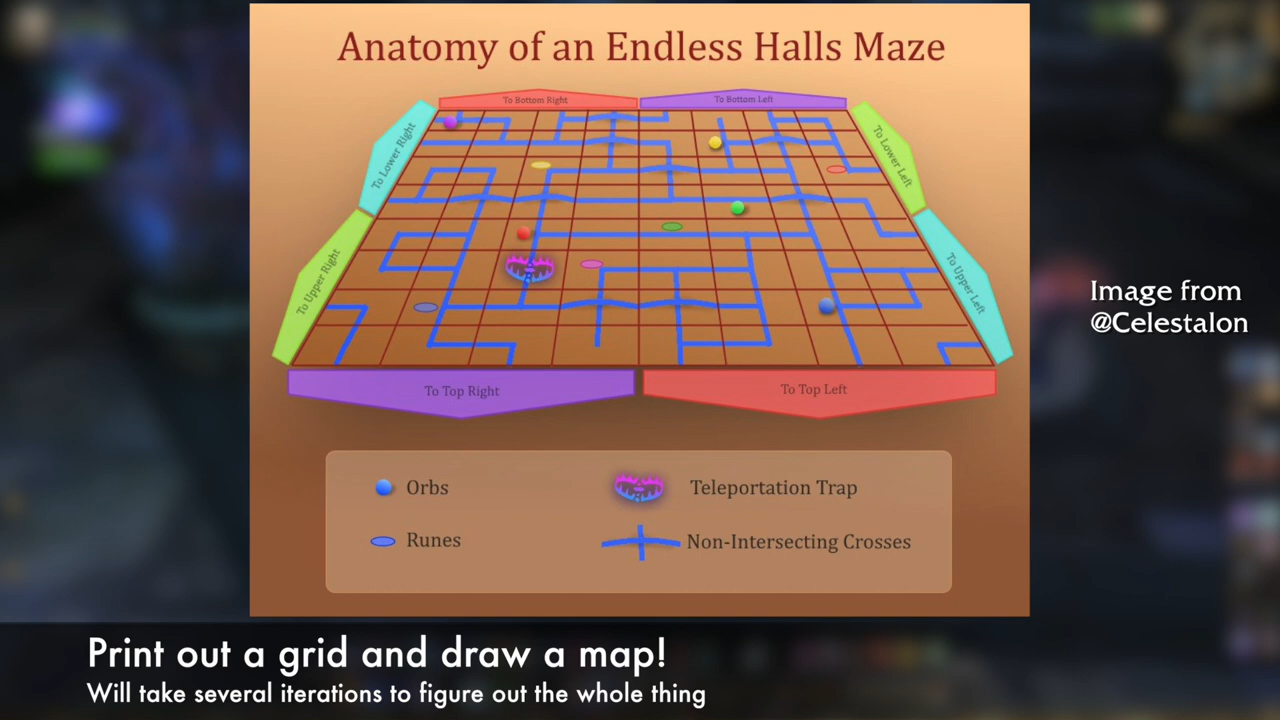 Anatomy of an Endless Halls Maze
To Bottom Right
To Bottom Left
To Lower Right
To Lower Left
To Upper Right
To Upper Left
Image from
@Celestalon
To Top Right
To Top Left
Orbs
Teleportation Trap
Runes
Non-Intersecting Crosses
Print out a grid and draw a map!
Will take several iterations to figure out the whole thing